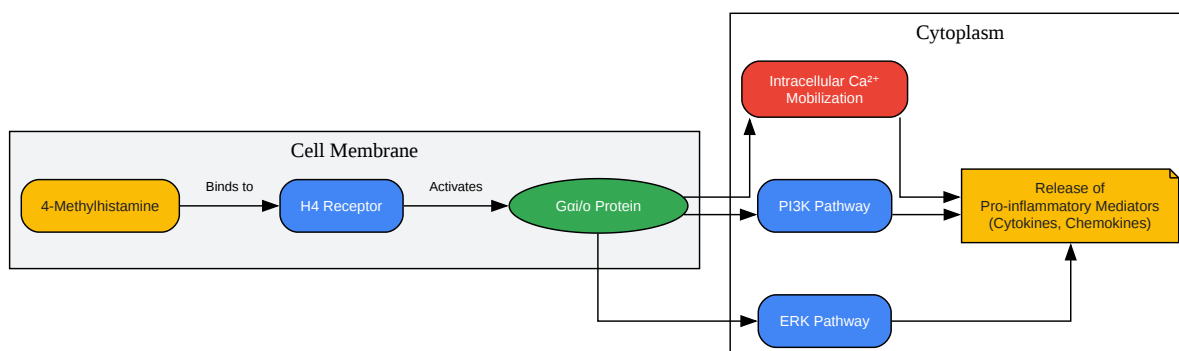 Cytoplasm
Intracellular Ca²⁺
Mobilization
Cell Membrane
4-Methylhistamine
Binds to
H4 Receptor
Activates
Gαi/o Protein
PI3K Pathway
Release of
Pro-inflammatory Mediators
(Cytokines, Chemokines)
ERK Pathway